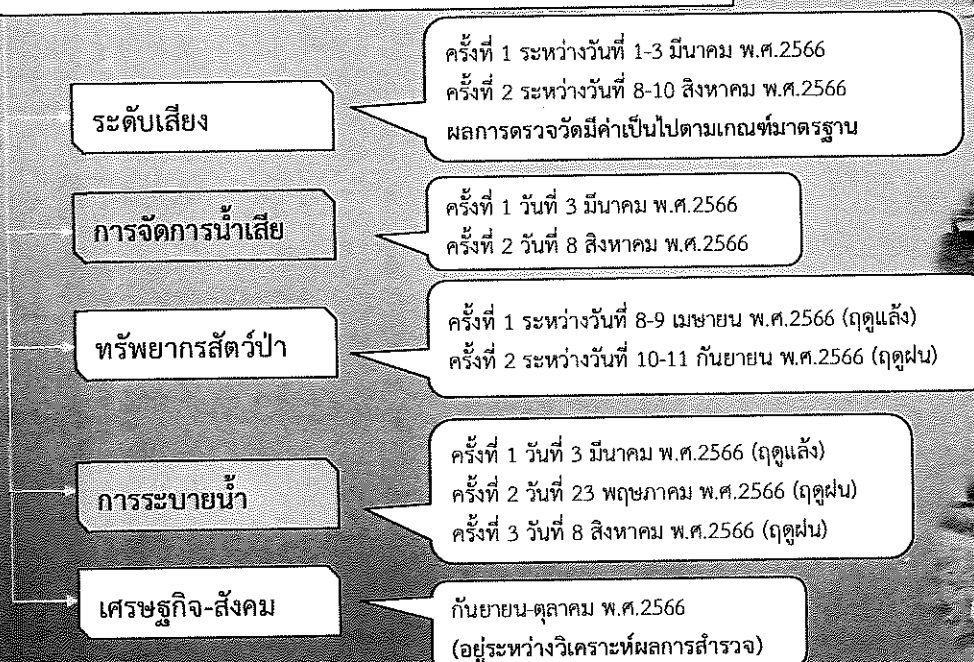 ระดับเสียง
ครั้งที่ 1 ระหว่างวันที่ 1-3 มีนาคม พ.ศ.2566
ครั้งที่ 2 ระหว่างวันที่ 8-10 สิงหาคม พ.ศ.2566
ผลการตรวจวัดมีค่าเป็นไปตามเกณฑ์มาตรฐาน
การจัดการน้ำเสีย
ครั้งที่ 1 วันที่ 3 มีนาคม พ.ศ.2566
ครั้งที่ 2 วันที่ 8 สิงหาคม พ.ศ.2566
ทรัพยากรสัตว์ป่า
ครั้งที่ 1 ระหว่างวันที่ 8-9 เมษายน พ.ศ.2566 (ฤดูแล้ง)
ครั้งที่ 2 ระหว่างวันที่ 10-11 กันยายน พ.ศ.2566 (ฤดูฝน)
การระบายน้ำ
ครั้งที่ 1 วันที่ 3 มีนาคม พ.ศ.2566 (ฤดูแล้ง)
ครั้งที่ 2 วันที่ 23 พฤษภาคม พ.ศ.2566 (ฤดูฝน)
ครั้งที่ 3 วันที่ 8 สิงหาคม พ.ศ.2566 (ฤดูฝน)
เศรษฐกิจ-สังคม
กันยายน-ตุลาคม พ.ศ.2566
(อยู่ระหว่างวิเคราะห์ผลการสำรวจ)